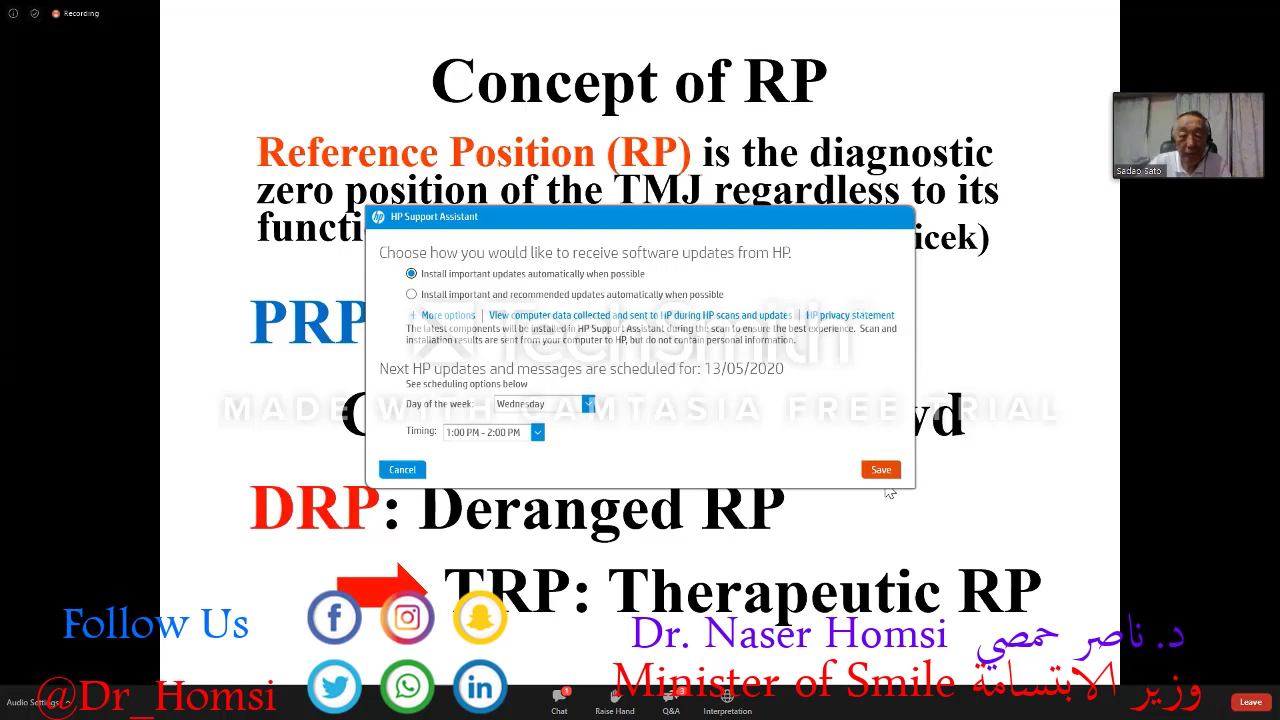 Recording
Concept of RP
Reference Position (RP) is the diagnostic
zero position of the TMJ regardless to its
functi
icek)
Sadao Sato
HP Support Assistant
Choose how you would like to receive software updates from HP.
Install important updates automatically when possible
Install important and recommended updates automatically when possible
+ More options | View computer data collected and sent to HP during HP scans and updates | HP privacy statement
The latest components will be installed in HP Support Assistant during the scan to ensure the best experience. Scan and
installation results are sent from your computer to HP, but do not contain personal information.
TechSmith
Next HP updates and messages are scheduled for: 13/05/2020
See scheduling options below
Day of the week: Wednesday
Timing: 1:00 PM - 2:00 PM
Cancel
Save
MADE WITH CAMTASIA FREE TRIAL
PRP
wd
DRP: Deranged RP
TRP: Therapeutic RP
Follow Us
@Dr_Homsi
Dr. Naser Homsi د. ناصر حمصي
Minister of Smile وزير الابتسامة
Audio Settings
Chat 1
Raise Hand
Q&A 3
Interpretation
Leave